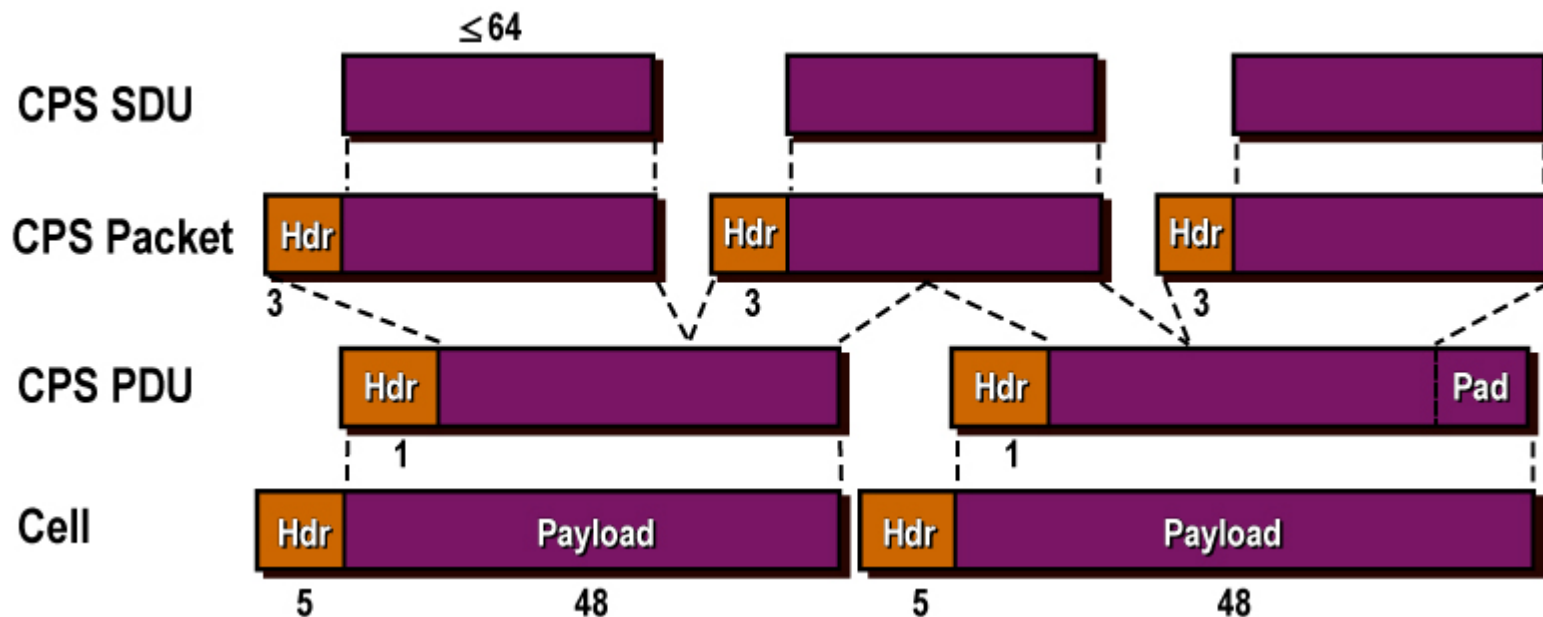 ≤64
CPS SDU
CPS Packet
Hdr
Hdr
Hdr
3
3
3
CPS PDU
Hdr
Hdr
Pad
1
1
Cell
Hdr
Payload
Hdr
Payload
5
48
5
48